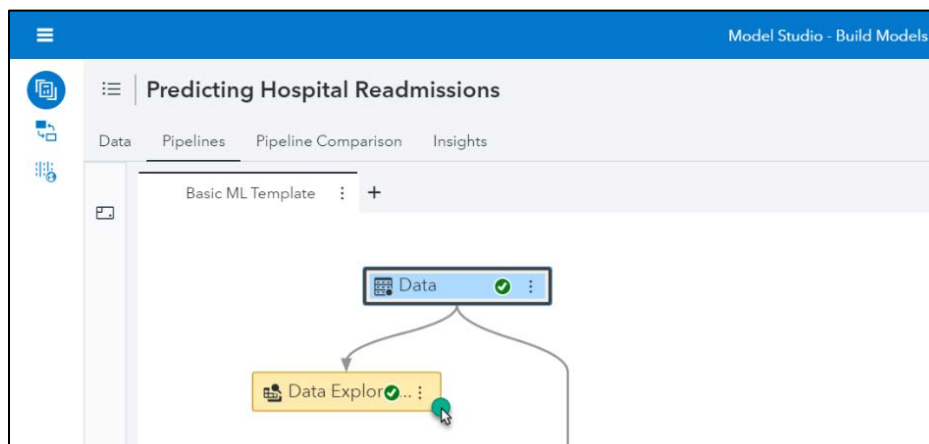 Model Studio - Build Models
Predicting Hospital Readmissions
Data Pipelines Pipeline Comparison Insights
Basic ML Template
Data
Data Explor...